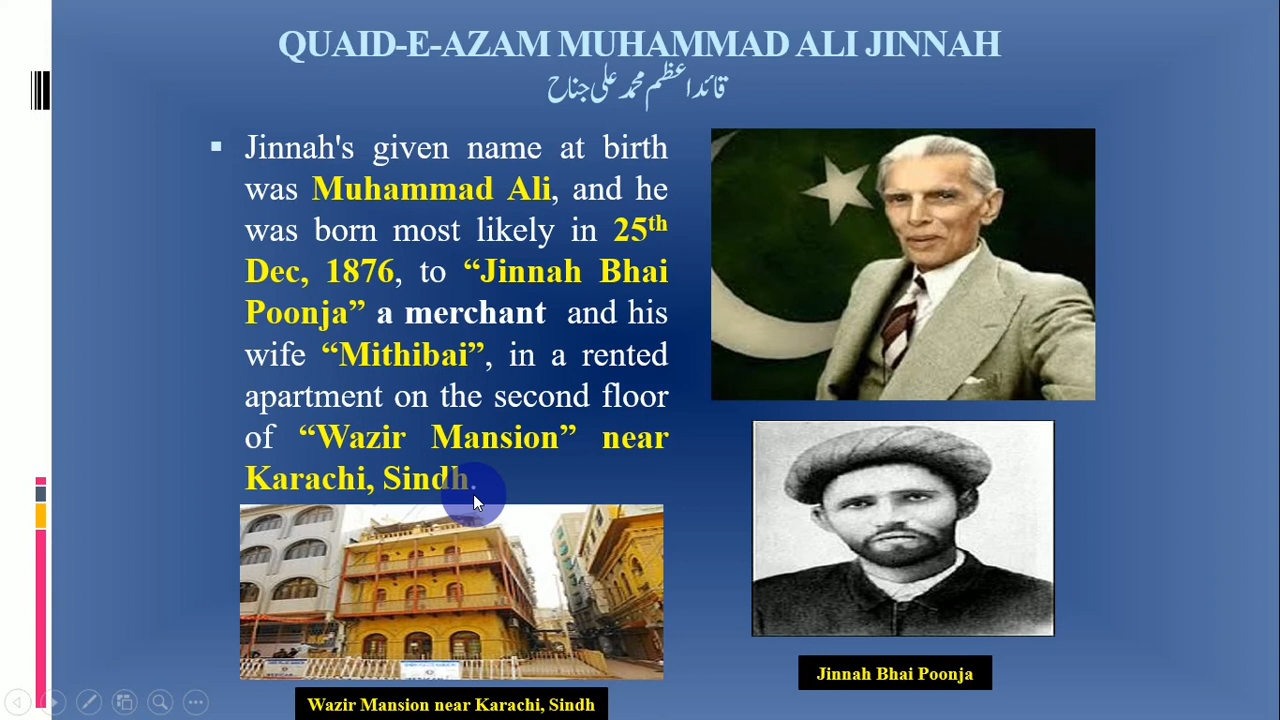 QUAID-E-AZAM MUHAMMAD ALI JINNAH
قائداعظم محمد علی جناح
Jinnah's given name at birth
was Muhammad Ali, and he
was born most likely in 25th
Dec, 1876, to “Jinnah Bhai
Poonja” a merchant and his
wife “Mithibai”, in a rented
apartment on the second floor
of “Wazir Mansion” near
Karachi, Sindh.
Jinnah Bhai Poonja
Wazir Mansion near Karachi, Sindh